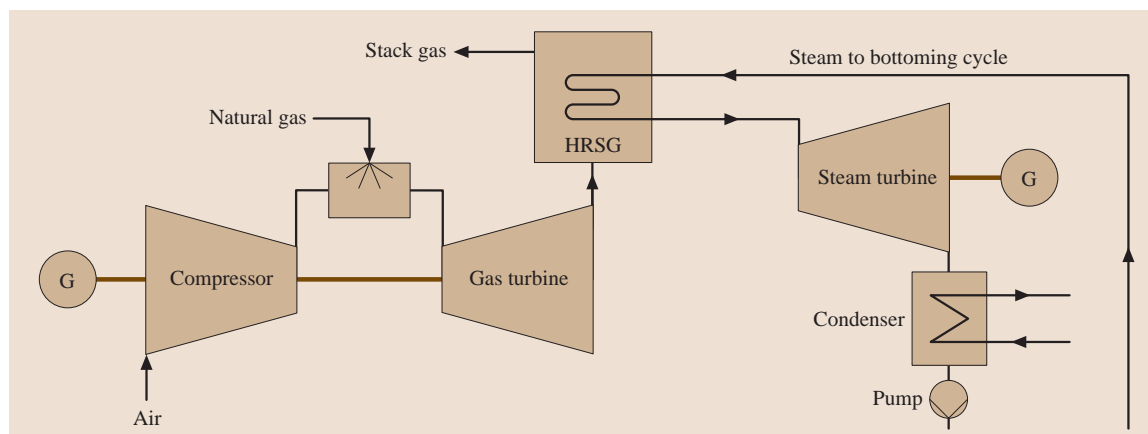 Stack gas
Steam to bottoming cycle
Natural gas
HRSG
Steam turbine
G
G
Compressor
Gas turbine
Condenser
Pump
Air